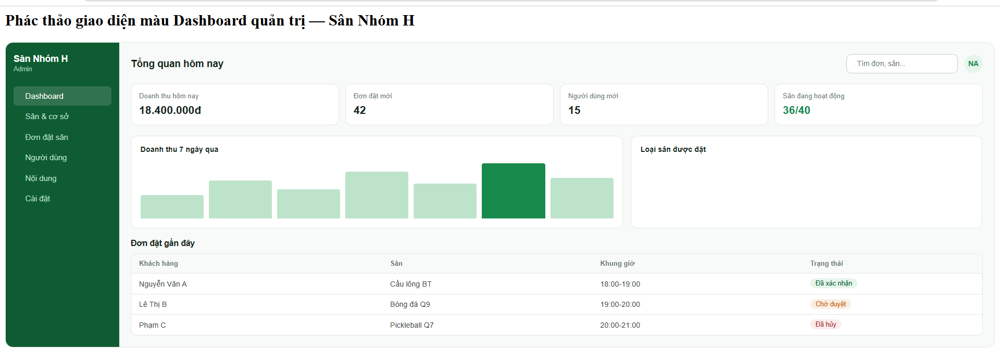 Phác thảo giao diện màu Dashboard quản trị — Sân Nhóm H
Sân Nhóm H
Admin
Dashboard
Sân & cơ sở
Đơn đặt sân
Người dùng
Nội dung
Cài đặt
Tổng quan hôm nay
Tìm đơn, sân...
NA
Doanh thu hôm nay
18.400.000đ
Đơn đặt mới
42
Người dùng mới
15
Sân đang hoạt động
36/40
Doanh thu 7 ngày qua
Loại sân được đặt
Đơn đặt gần đây
Khách hàng Sân Khung giờ Trạng thái
Nguyễn Văn A Cầu lông BT 18:00-19:00 Đã xác nhận
Lê Thị B Bóng đá Q9 19:00-20:00 Chờ duyệt
Phạm C Pickleball Q7 20:00-21:00 Đã hủy